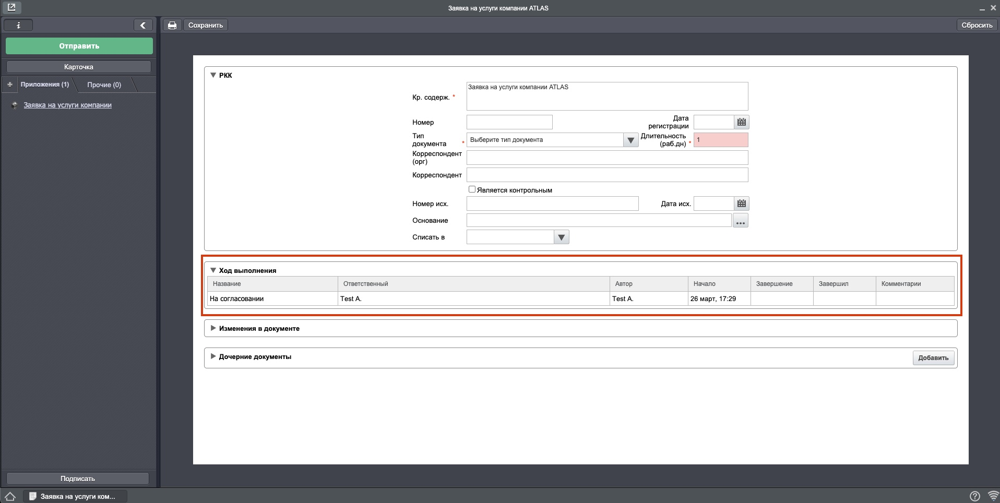 Заявка на услуги компании ATLAS
i
Сохранить
Сбросить
Отправить
Карточка
Приложения (1)
Прочие (0)
Заявка на услуги компании
РКК
Кр. содерж. *
Заявка на услуги компании ATLAS
Номер
Дата
регистрации
Тип
документа *
Выберите тип документа
Длительность
(раб.дн) *
1
Корреспондент
(орг)
Корреспондент
Является контрольным
Номер исх.
Дата исх.
Основание
...
Списать в
Ход выполнения
Название Ответственный Автор Начало Завершение Завершил Комментарии
На согласовании Test A. Test A. 26 март, 17:29
Изменения в документе
Дочерние документы
Добавить
Подписать
Заявка на услуги ком...
?